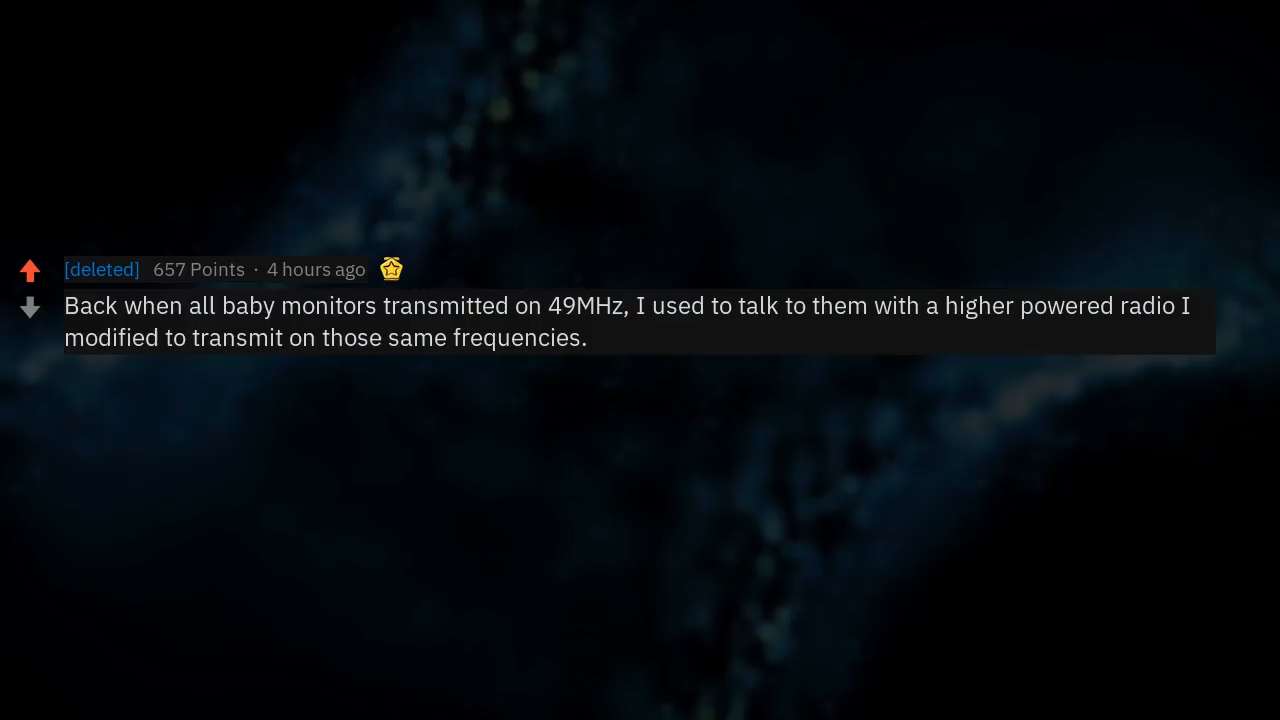 [deleted] 657 Points · 4 hours ago
Back when all baby monitors transmitted on 49MHz, I used to talk to them with a higher powered radio I
modified to transmit on those same frequencies.